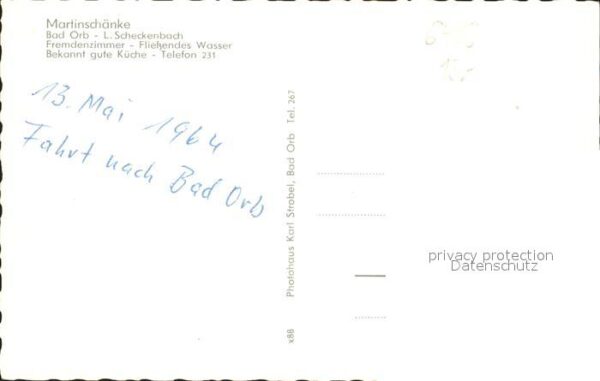 Martinschänke
Bad Orb - L. Scheckenbach
Fremdenzimmer - Fließendes Wasser
Bekannt gute Küche - Telefon 231
13. Mai 1964
Fahrt nach Bad Orb
x88 Photohaus Karl Strobel, Bad Orb Tel. 267
privacy protection
Datenschutz